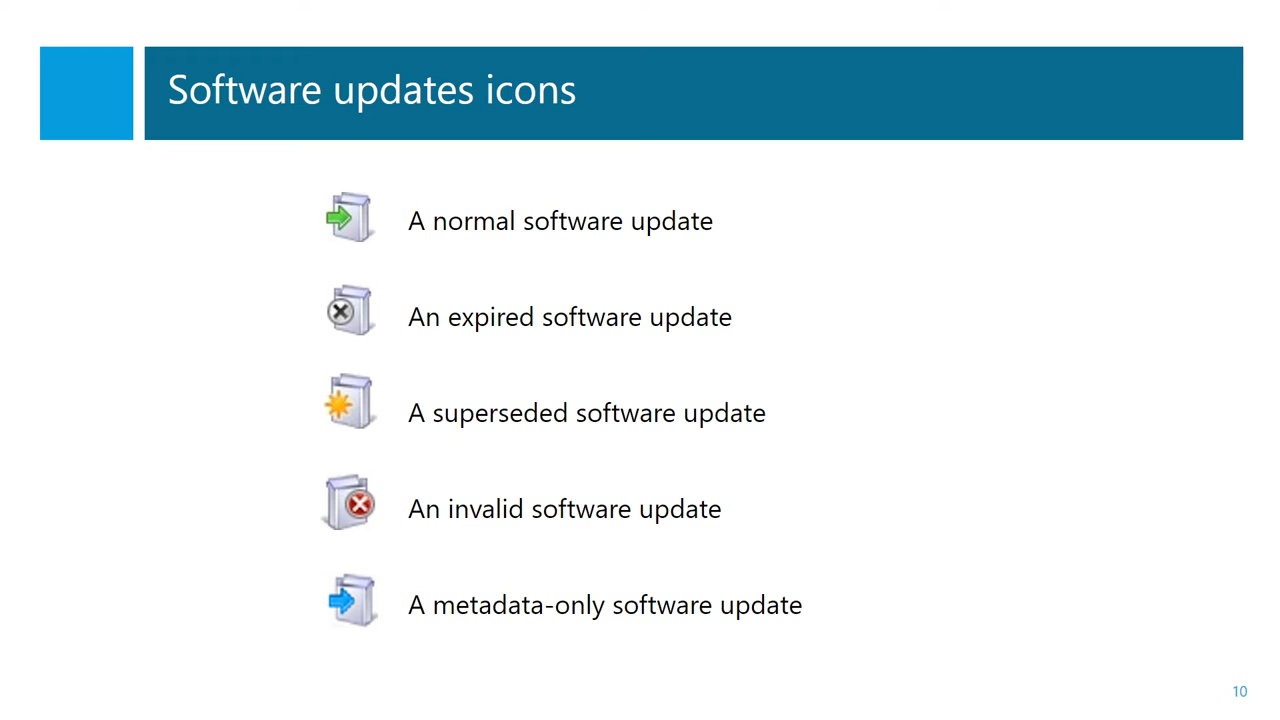 Software updates icons
A normal software update
An expired software update
A superseded software update
An invalid software update
A metadata-only software update
10